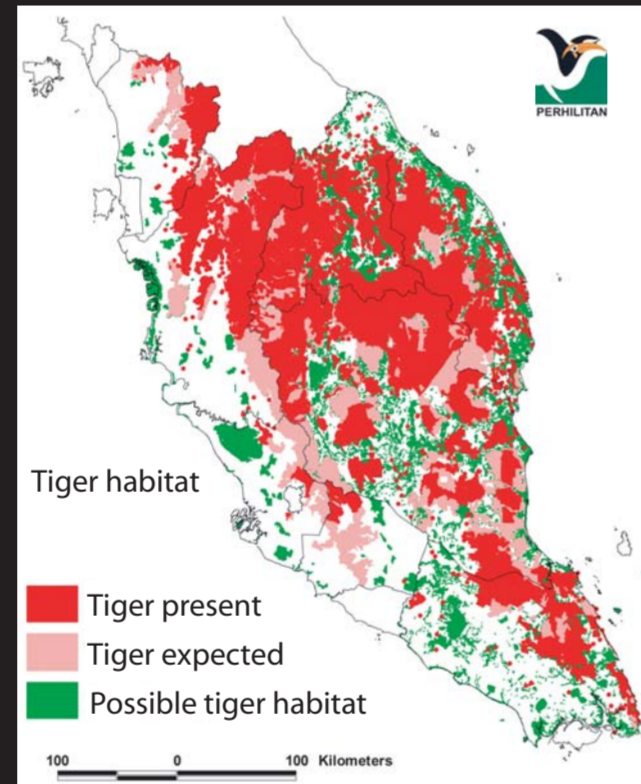 PERHILITAN
Tiger habitat
Tiger present
Tiger expected
Possible tiger habitat
100 0 100 Kilometers